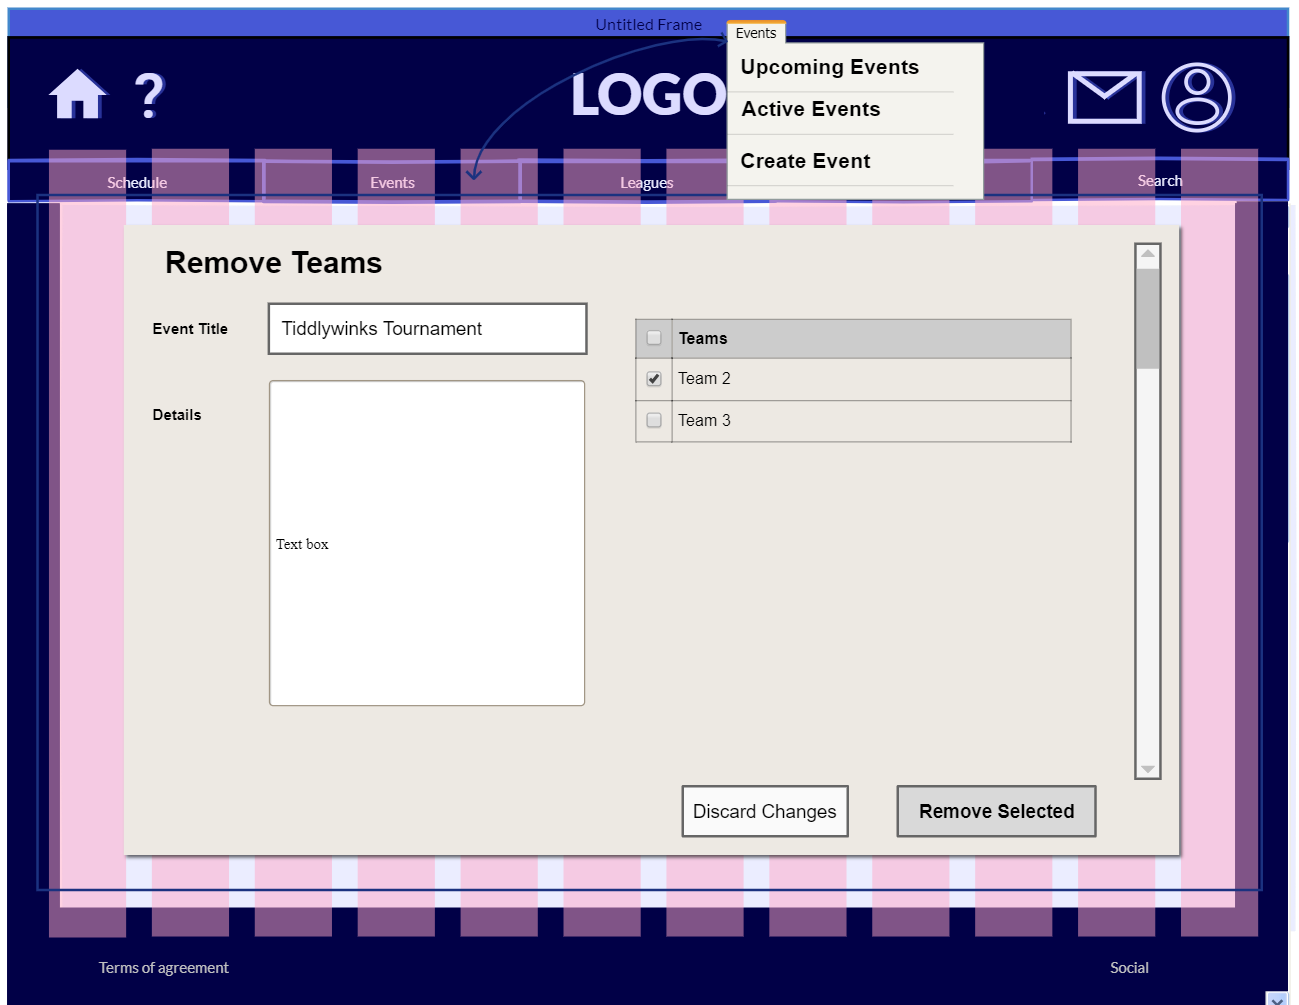 Untitled Frame
Events
Upcoming Events
Active Events
Create Event
?
LOGO
Schedule
Events
Leagues
Search
Remove Teams
Event Title
Tiddlywinks Tournament
Details
Text box
Teams
Team 2
Team 3
Discard Changes
Remove Selected
Terms of agreement
Social